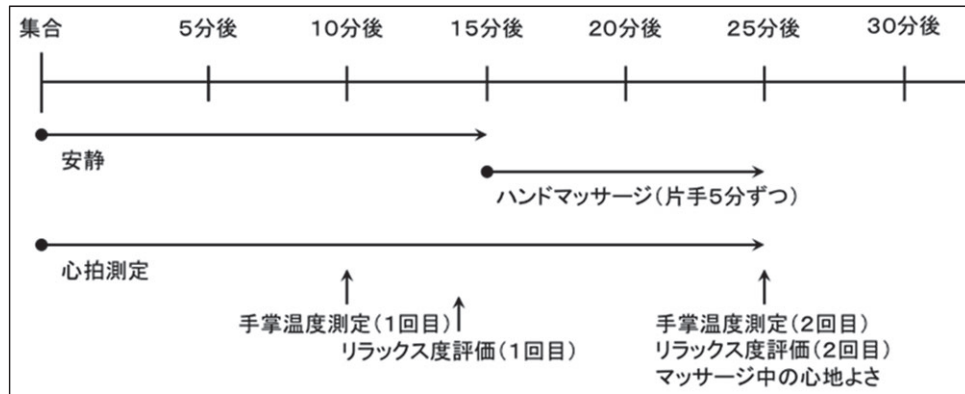 集合 5分後 10分後 15分後 20分後 25分後 30分後
安静
ハンドマッサージ(片手5分ずつ)
心拍測定
手掌温度測定(1回目)
リラックス度評価(1回目)
手掌温度測定(2回目)
リラックス度評価(2回目)
マッサージ中の心地よさ